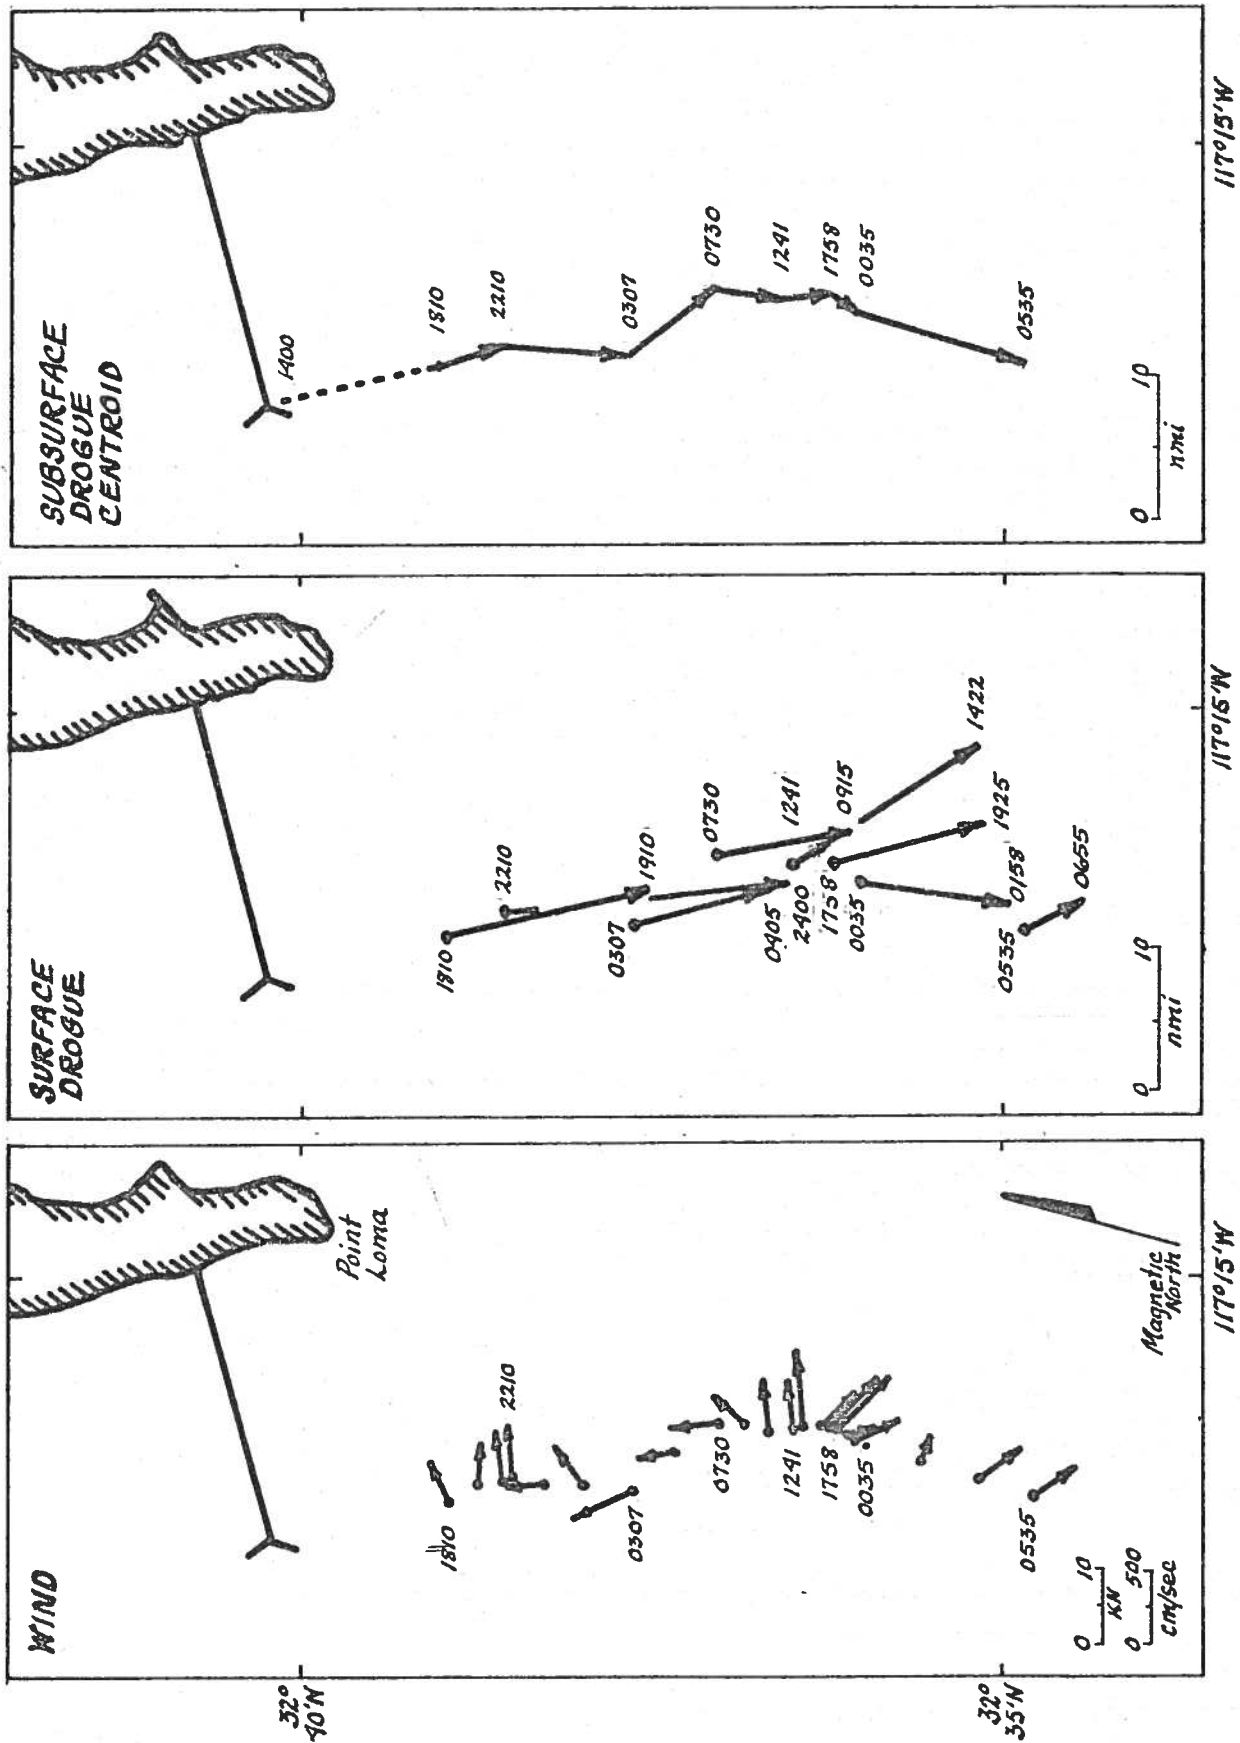 SUBSURFACE
DROGUE
CENTROID
1400
1810
2210
0307
0730
1241
1758
0035
0535
0
10
nmi
117°15'W
SURFACE
DROGUE
1810
2210
1910
0307
0730
1241
0915
0405
2400
1758
0035
1422
1925
0158
0535
0655
0
10
nmi
117°15'W
WIND
Point
Loma
1810
2210
0307
0730
1241
1758
0035
0535
0
10
KN
0
500
cm/sec
Magnetic
North
32°
40'N
32°
35'N
117°15'W